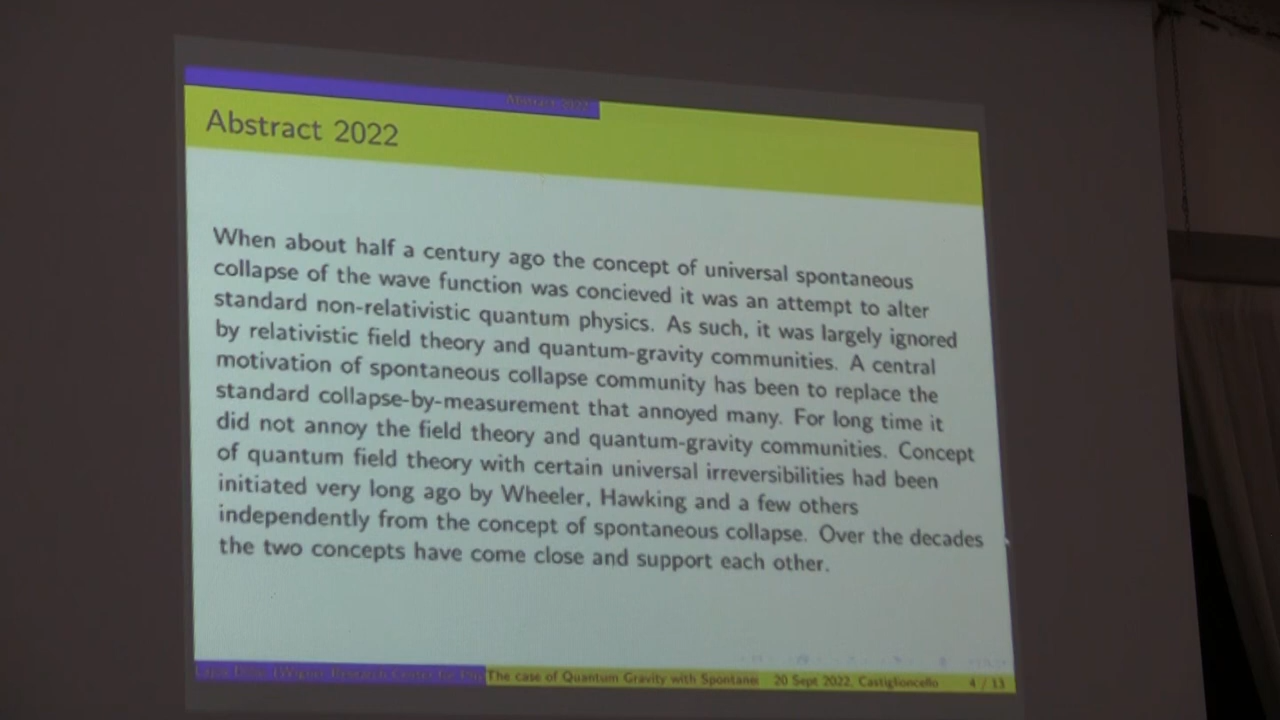 Abstract 2022
Abstract 2022
When about half a century ago the concept of universal spontaneous
collapse of the wave function was concieved it was an attempt to alter
standard non-relativistic quantum physics. As such, it was largely ignored
by relativistic field theory and quantum-gravity communities. A central
motivation of spontaneous collapse community has been to replace the
standard collapse-by-measurement that annoyed many. For long time it
did not annoy the field theory and quantum-gravity communities. Concept
of quantum field theory with certain universal irreversibilities had been
initiated very long ago by Wheeler, Hawking and a few others
independently from the concept of spontaneous collapse. Over the decades
the two concepts have come close and support each other.
(Wigner Research Center for The case of Quantum Gravity with Spontane 20 Sept 2022, Castiglioncello 4 / 13